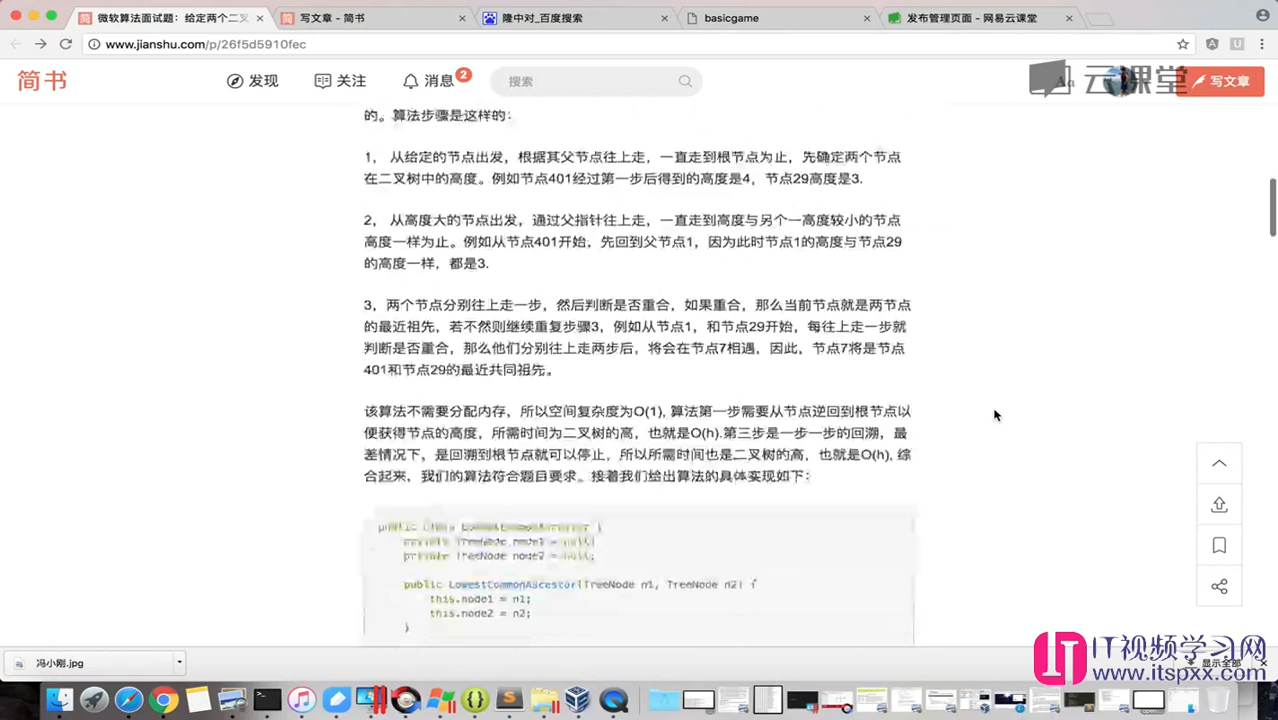 微软算法面试题：给定两个二叉
写文章 - 简书
隆中对_百度搜索
basicgame
发布管理页面 - 网易云课堂
www.jianshu.com/p/26f5d5910fec
简书
发现
关注
消息
2
搜索
Aa
云课堂
写文章
的。算法步骤是这样的：
1， 从给定的节点出发，根据其父节点往上走，一直走到根节点为止，先确定两个节点
在二叉树中的高度。例如节点401经过第一步后得到的高度是4，节点29高度是3.
2， 从高度大的节点出发，通过父指针往上走，一直走到高度与另个一高度较小的节点
高度一样为止。例如从节点401开始，先回到父节点1，因为此时节点1的高度与节点29
的高度一样，都是3.
3，两个节点分别往上走一步，然后判断是否重合，如果重合，那么当前节点就是两节点
的最近祖先，若不然则继续重复步骤3，例如从节点1，和节点29开始，每往上走一步就
判断是否重合，那么他们分别往上走两步后，将会在节点7相遇，因此，节点7将是节点
401和节点29的最近共同祖先。
该算法不需要分配内存，所以空间复杂度为O(1), 算法第一步需要从节点逆回到根节点以
便获得节点的高度，所需时间为二叉树的高，也就是O(h).第三步是一步一步的回溯，最
差情况下，是回溯到根节点就可以停止，所以所需时间也是二叉树的高，也就是O(h), 综
合起来，我们的算法符合题目要求。接着我们给出算法的具体实现如下：
public class LowestCommonAscestor {
private TreeNode node1 = null;
private TreeNode node2 = null;
public LowestCommonAscestor(TreeNode n1, TreeNode n2) {
this.node1 = n1;
this.node2 = n2;
}
冯小刚.jpg
显示全部
IT视频学习网
www.itspxx.com